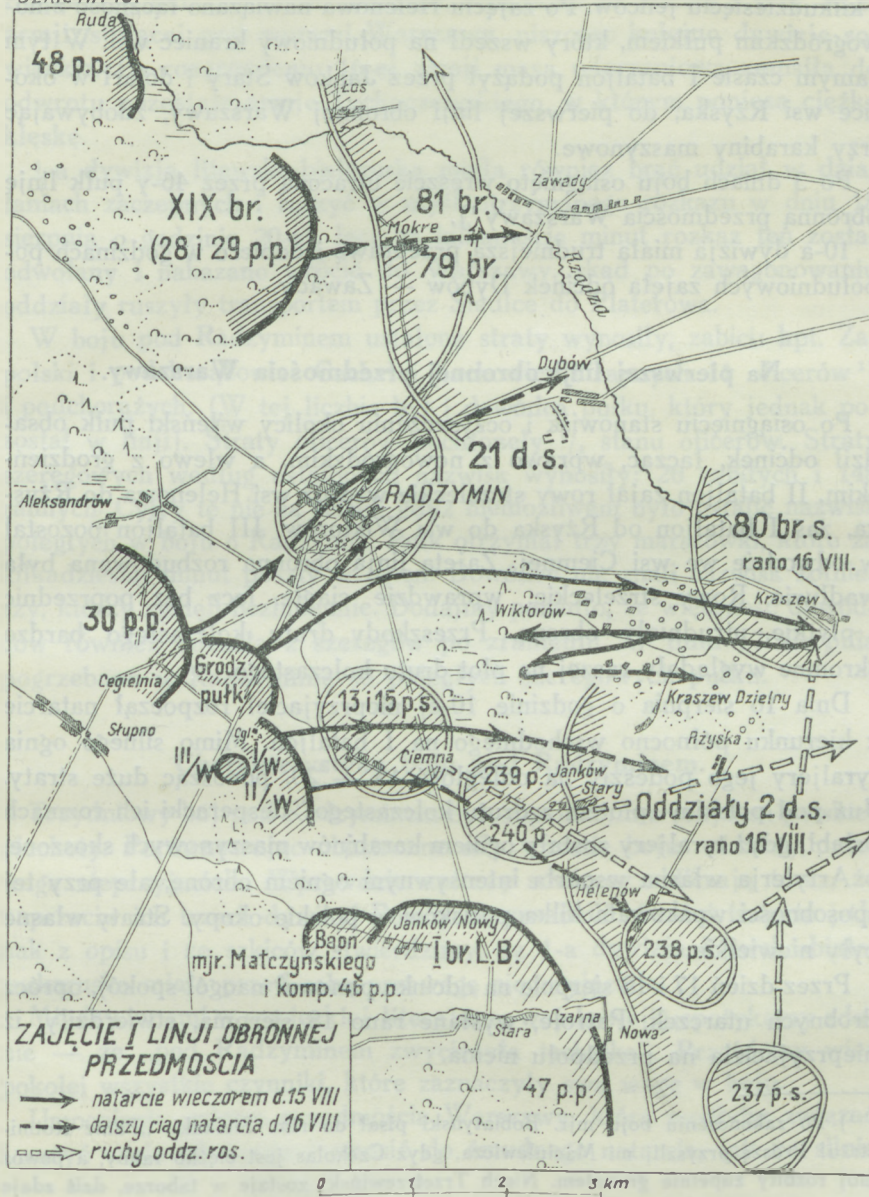 Ruda
48 p.p.
Łoś
Zawady
XIX br.
(28 i 29 p.p.)
Mokre
81 br.
79 br.
Rządza
Dybów
21 d.s.
RADZYMIN
Aleksandrów
80 br.s.
rano 16 VIII.
Kraszew
Wiktorów
30 p.p.
Grodz.
pułk.
Cegielnia
Kraszew Dzielny
Słupno
13 i 15 p.s.
Cgl.
I/W
III/W
II/W
Ciemna
Rżyska
239 p.
Janków
Stary
240 p.
Oddziały 2 d.s.
rano 16 VIII.
Helenów
Janków Nowy
I br. L.B.
Baon
mjr. Matczyńskiego
i komp. 46 p.p.
238 p.s.
Czarna
Stara
Nowa
47 p.p.
237 p.s.
ZAJĘCIE I LINJI OBRONNEJ
PRZEDMOŚCIA
natarcie wieczorem d. 15 VIII
dalszy ciąg natarcia d. 16 VIII
ruchy oddz. ros.
0 1 2 3 km